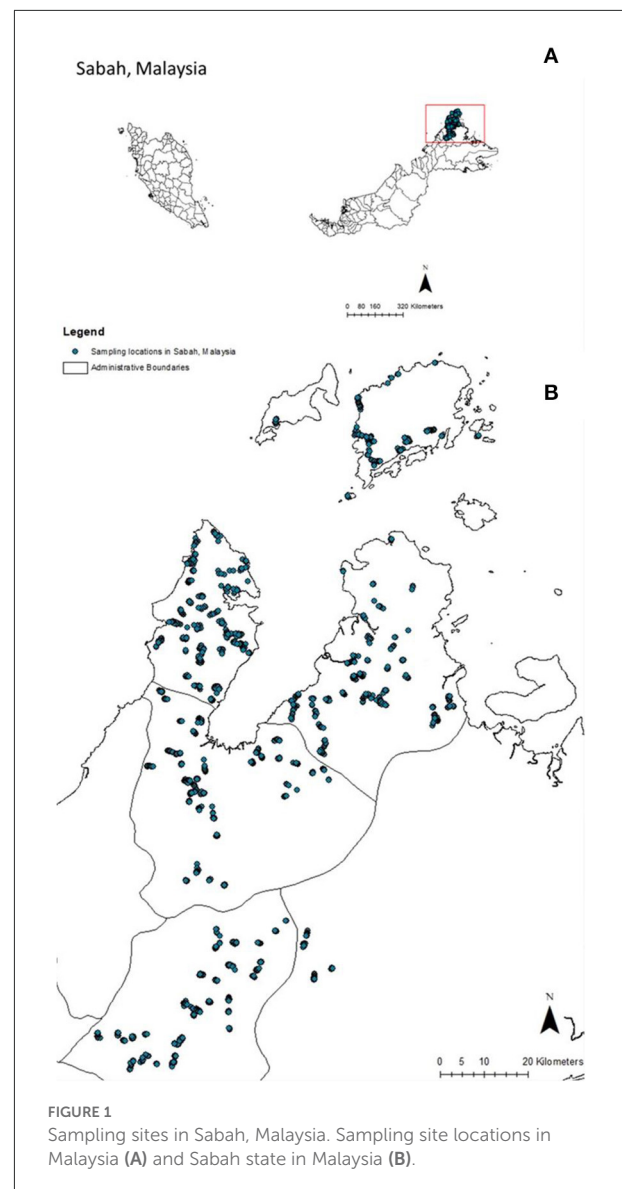 A
Sabah, Malaysia
N
0 80 160 320 Kilometers
Legend
Sampling locations in Sabah, Malaysia
Administrative Boundaries
B
N
0 5 10 20 Kilometers
FIGURE 1
Sampling sites in Sabah, Malaysia. Sampling site locations in
Malaysia (A) and Sabah state in Malaysia (B).